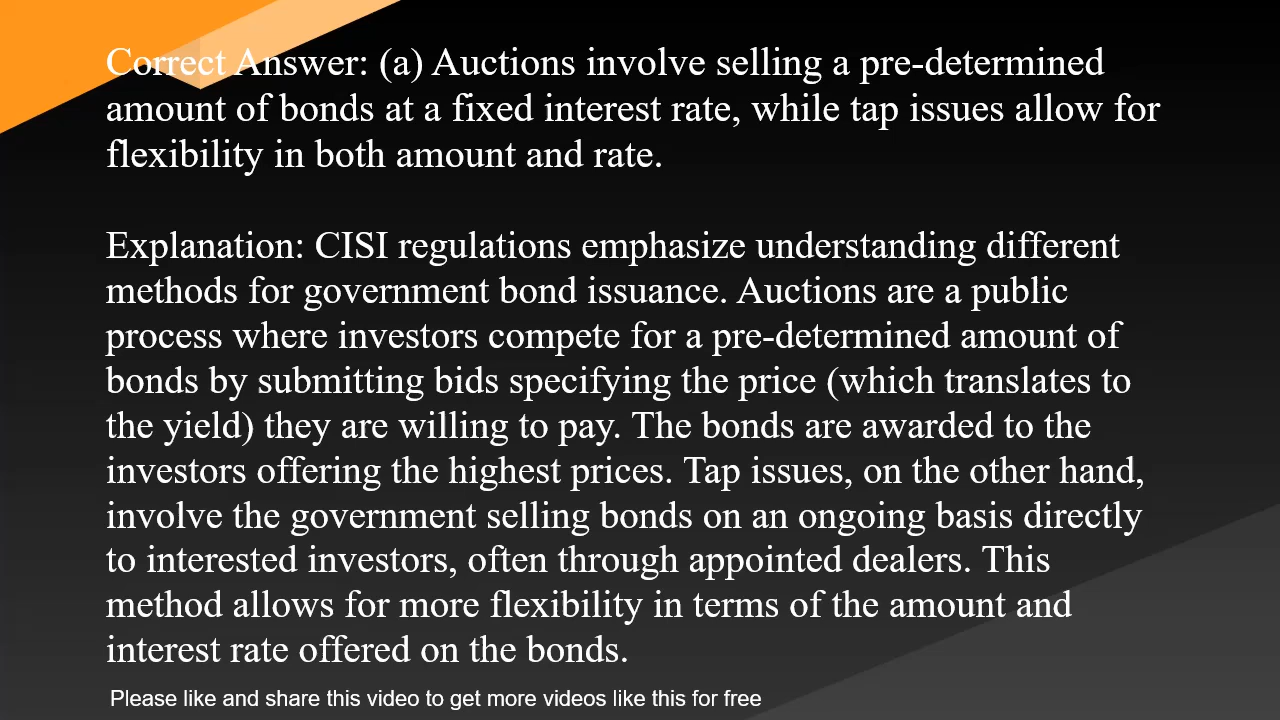 Correct Answer: (a) Auctions involve selling a pre-determined
amount of bonds at a fixed interest rate, while tap issues allow for
flexibility in both amount and rate.
Explanation: CISI regulations emphasize understanding different
methods for government bond issuance. Auctions are a public
process where investors compete for a pre-determined amount of
bonds by submitting bids specifying the price (which translates to
the yield) they are willing to pay. The bonds are awarded to the
investors offering the highest prices. Tap issues, on the other hand,
involve the government selling bonds on an ongoing basis directly
to interested investors, often through appointed dealers. This
method allows for more flexibility in terms of the amount and
interest rate offered on the bonds.
Please like and share this video to get more videos like this for free